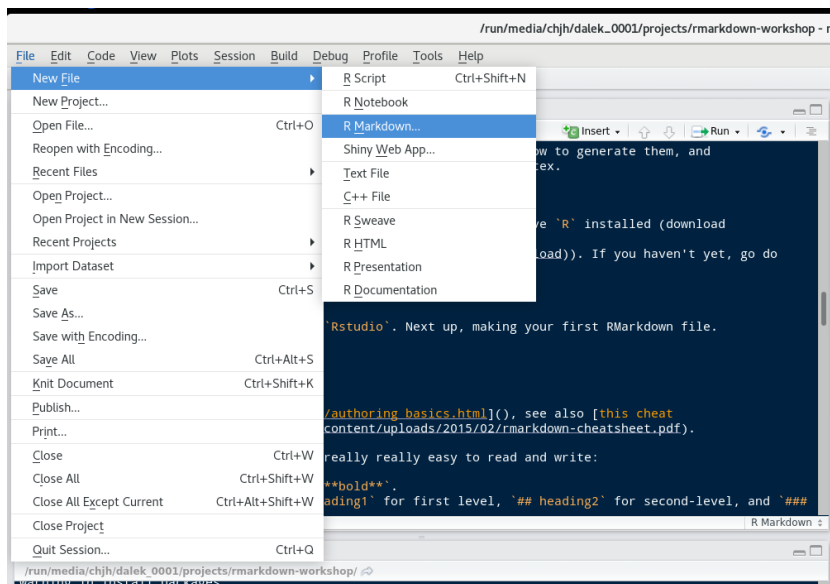 /run/media/chjh/dalek_0001/projects/rmarkdown-workshop -
File Edit Code View Plots Session Build Debug Profile Tools Help
New File
New Project...
Open File... Ctrl+O
Reopen with Encoding...
Recent Files
Open Project...
Open Project in New Session...
Recent Projects
Import Dataset
Save Ctrl+S
Save As...
Save with Encoding...
Save All Ctrl+Alt+S
Knit Document Ctrl+Shift+K
Publish...
Print...
Close Ctrl+W
Close All Ctrl+Shift+W
Close All Except Current Ctrl+Alt+Shift+W
Close Project
Quit Session... Ctrl+Q
R Script Ctrl+Shift+N
R Notebook
R Markdown...
Shiny Web App...
Text File
C++ File
R Sweave
R HTML
R Presentation
R Documentation
Insert Run
to generate them, and
`R` installed (download
)). If you haven't yet, go do
`Rstudio`. Next up, making your first RMarkdown file.
/authoring_basics.html](), see also [this cheat
content/uploads/2015/02/rmarkdown-cheatsheet.pdf).
really really easy to read and write:
**bold**`.
` for first level, `## heading2` for second-level, and `###
R Markdown
/run/media/chjh/dalek_0001/projects/rmarkdown-workshop/